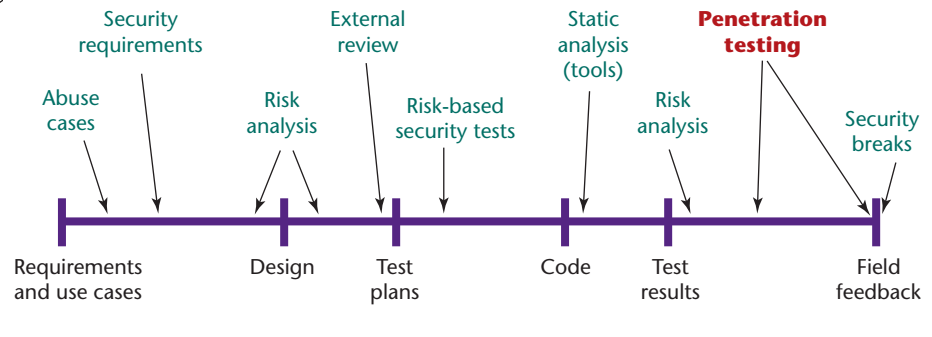 Security
requirements
External
review
Static
analysis
(tools)
Penetration
testing
Abuse
cases
Risk
analysis
Risk-based
security tests
Risk
analysis
Security
breaks
Requirements
and use cases
Design
Test
plans
Code
Test
results
Field
feedback